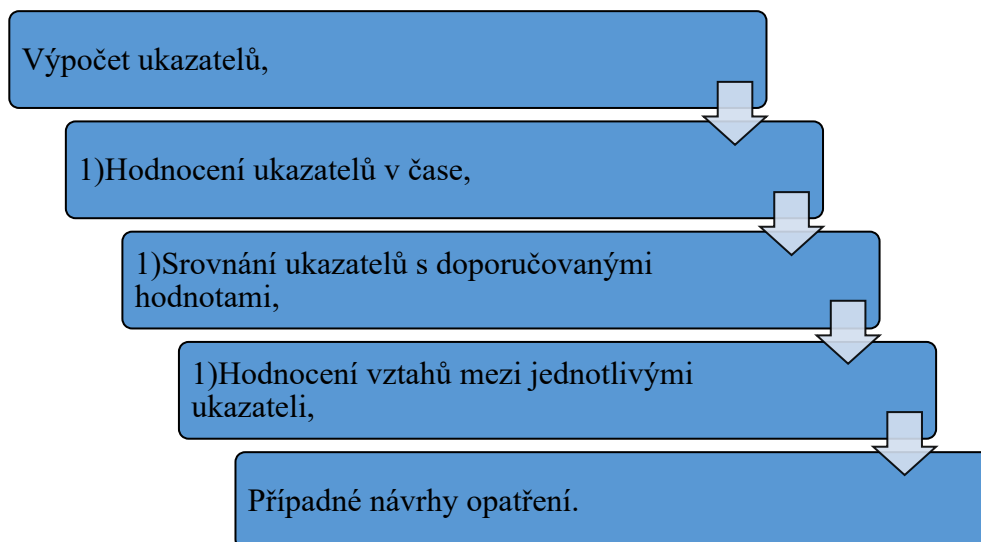 Výpočet ukazatelů,
1)Hodnocení ukazatelů v čase,
1)Srovnání ukazatelů s doporučovanými
hodnotami,
1)Hodnocení vztahů mezi jednotlivými
ukazateli,
Případné návrhy opatření.